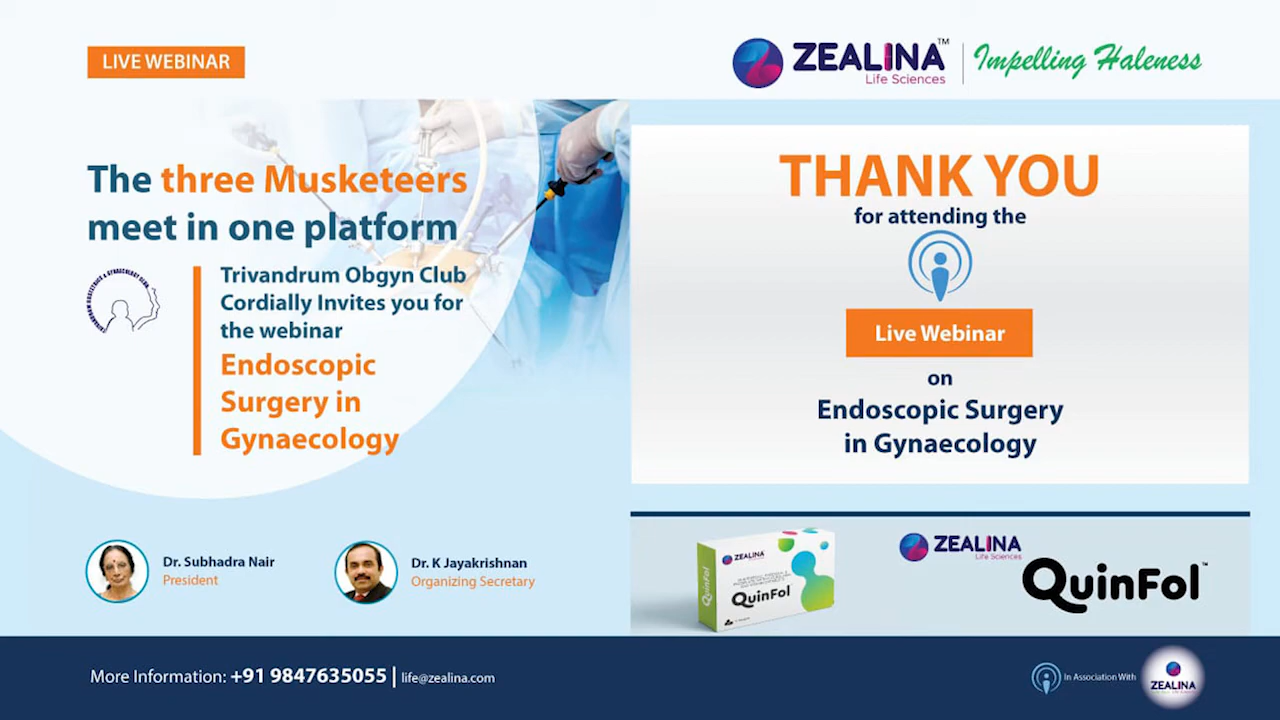 LIVE WEBINAR
ZEALINA™
Life Sciences
Impelling Haleness
The three Musketeers
meet in one platform
Trivandrum Obgyn Club
Cordially Invites you for
the webinar
Endoscopic
Surgery in
Gynaecology
Dr. Subhadra Nair
President
Dr. K Jayakrishnan
Organizing Secretary
THANK YOU
for attending the
Live Webinar
on
Endoscopic Surgery
in Gynaecology
ZEALINA
QuinFol
QuinFol
ZEALINA
Life Sciences
QuinFol™
More Information: +91 9847635055 | life@zealina.com
In Association With
ZEALINA